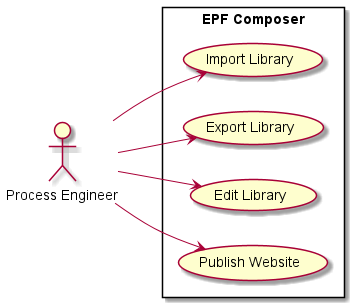 EPF Composer
Import Library
Export Library
Process Engineer
Edit Library
Publish Website